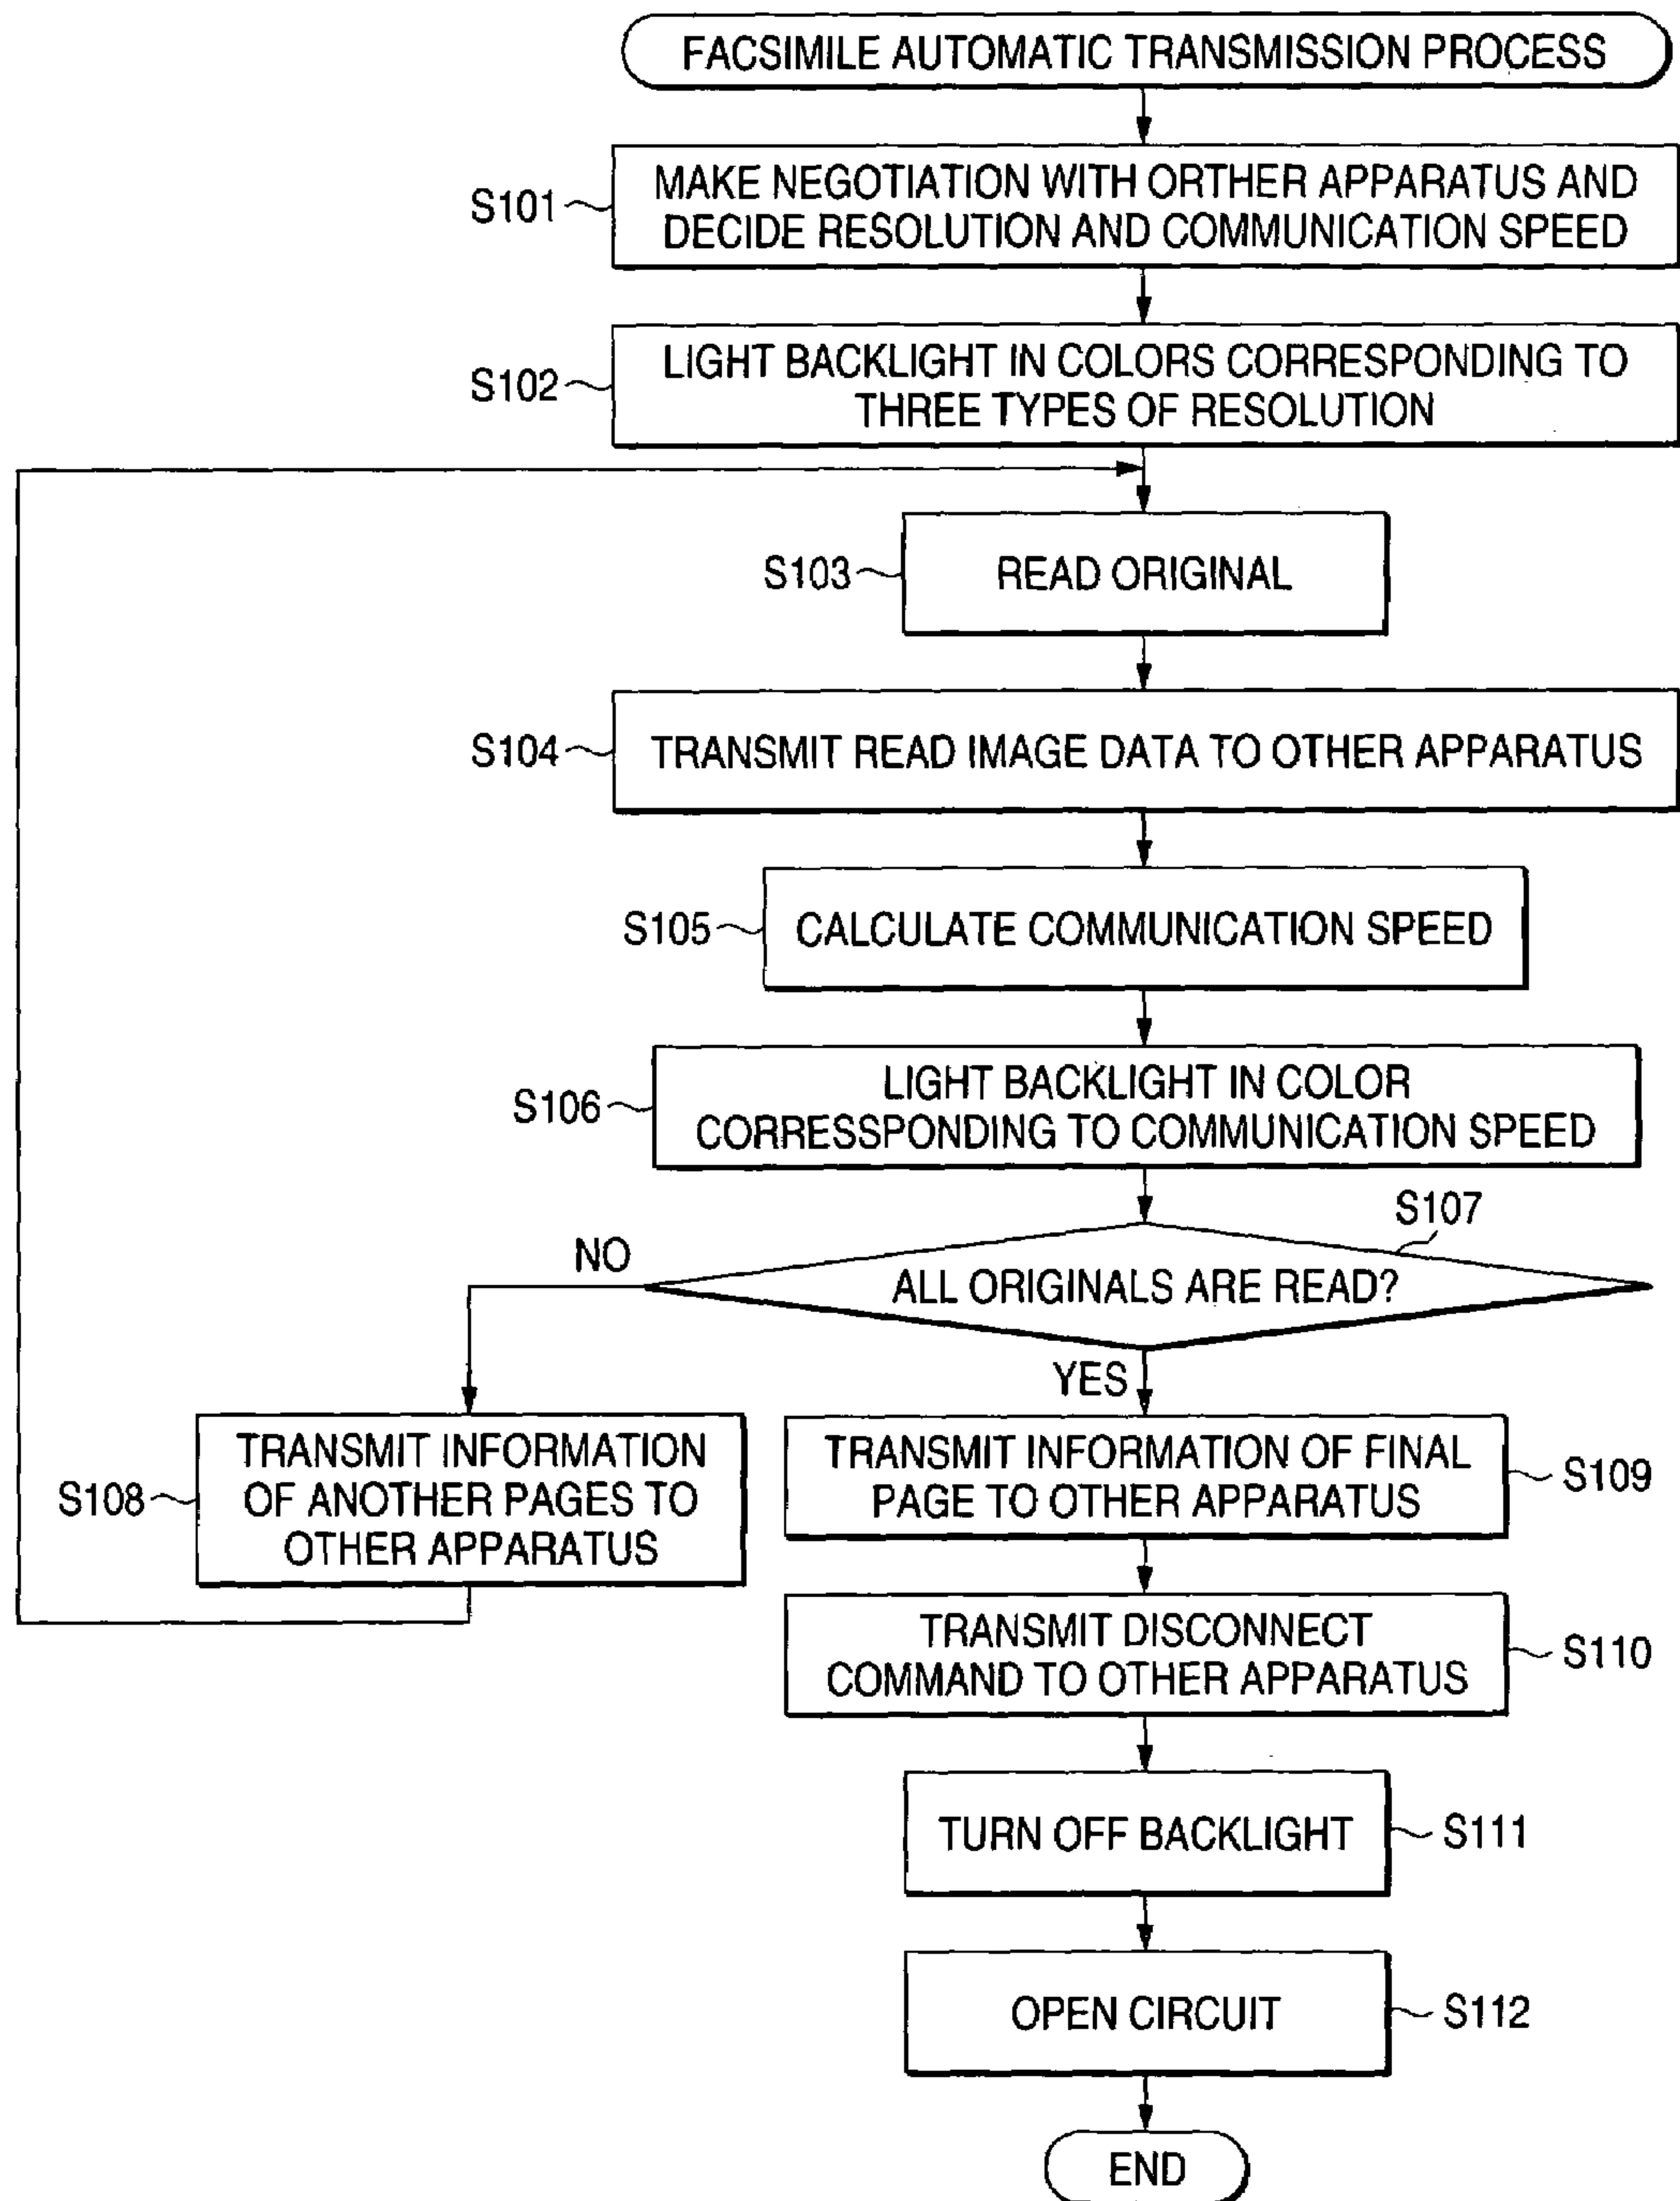 FACSIMILE AUTOMATIC TRANSMISSION PROCESS
S101
MAKE NEGOTIATION WITH ORTHER APPARATUS AND
DECIDE RESOLUTION AND COMMUNICATION SPEED
S102
LIGHT BACKLIGHT IN COLORS CORRESPONDING TO
THREE TYPES OF RESOLUTION
S103
READ ORIGINAL
S104
TRANSMIT READ IMAGE DATA TO OTHER APPARATUS
S105
CALCULATE COMMUNICATION SPEED
S106
LIGHT BACKLIGHT IN COLOR
CORRESSPONDING TO COMMUNICATION SPEED
S107
ALL ORIGINALS ARE READ?
NO
YES
S108
TRANSMIT INFORMATION
OF ANOTHER PAGES TO
OTHER APPARATUS
TRANSMIT INFORMATION OF FINAL
PAGE TO OTHER APPARATUS
S109
TRANSMIT DISCONNECT
COMMAND TO OTHER APPARATUS
S110
TURN OFF BACKLIGHT
S111
OPEN CIRCUIT
S112
END